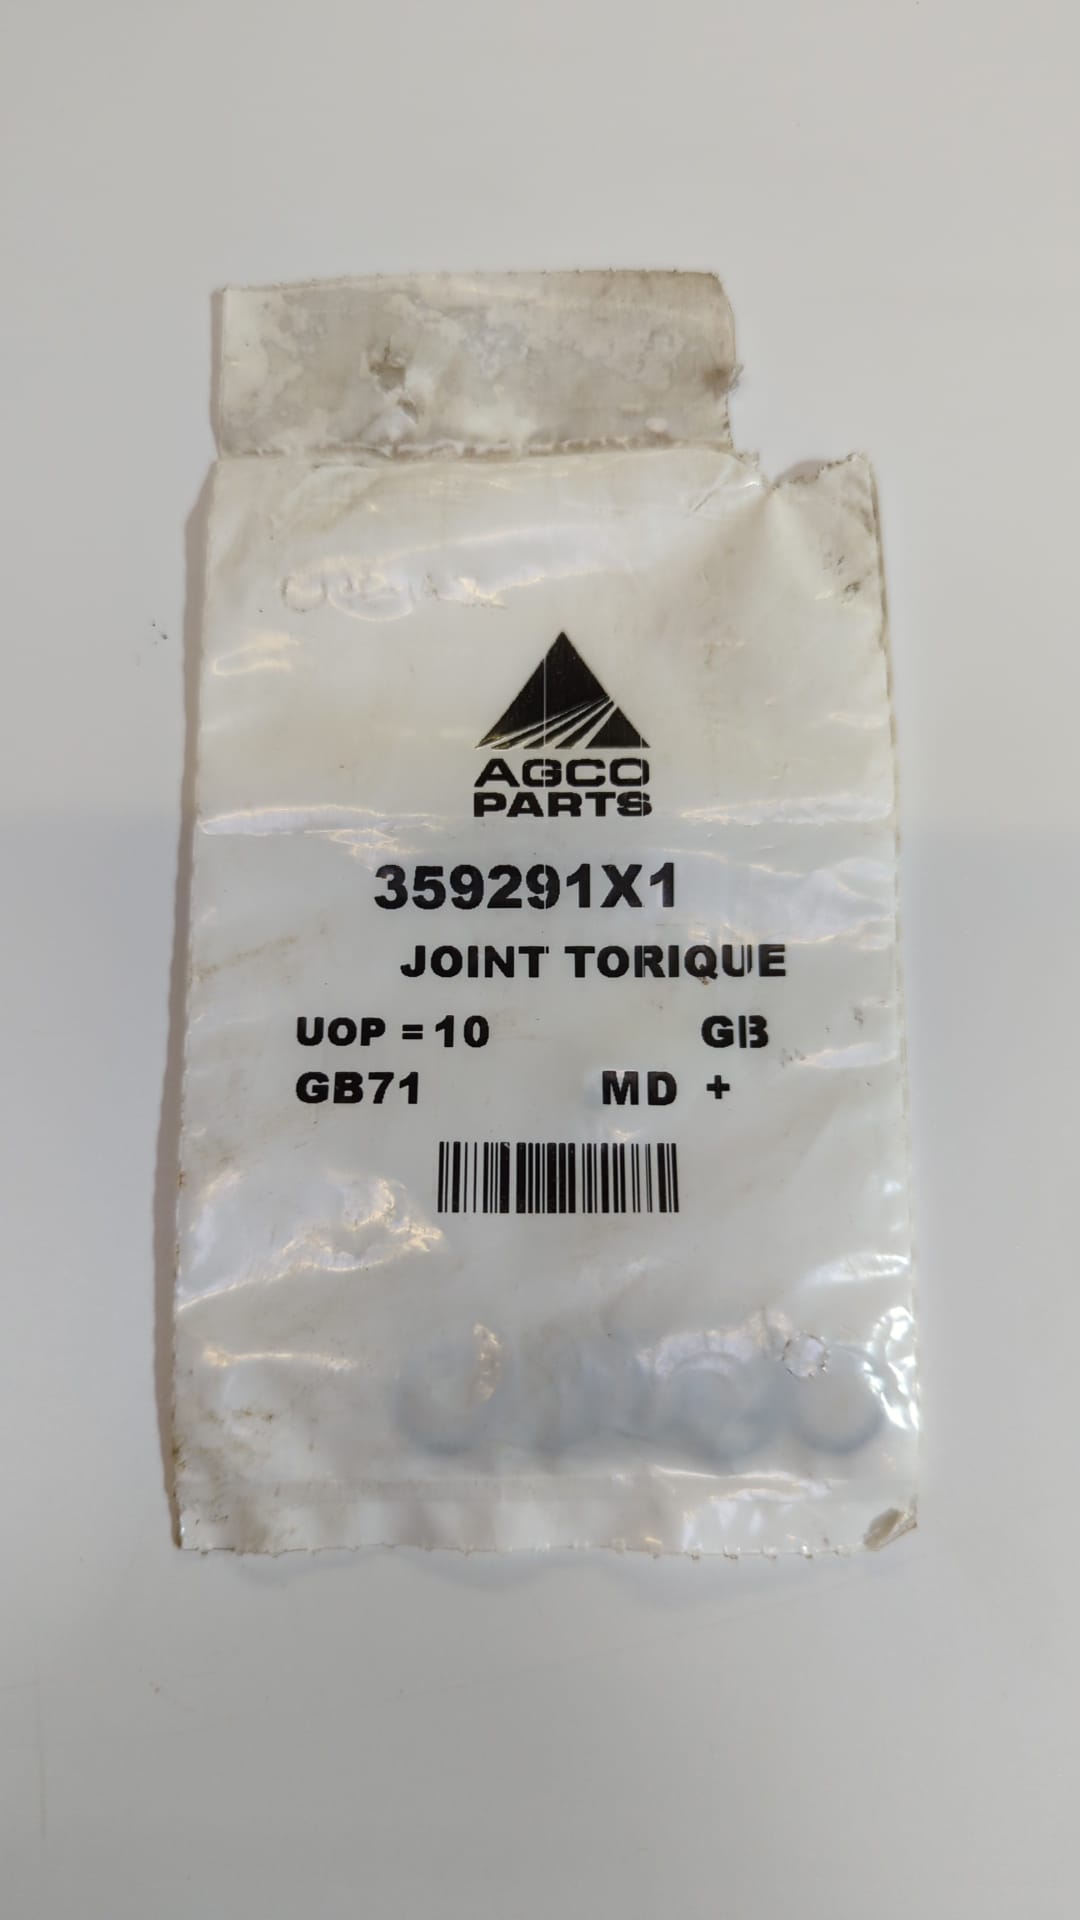 AGCO
PARTS
359291X1
JOINT TORIQUE
UOP = 10 GB
GB71 MD +